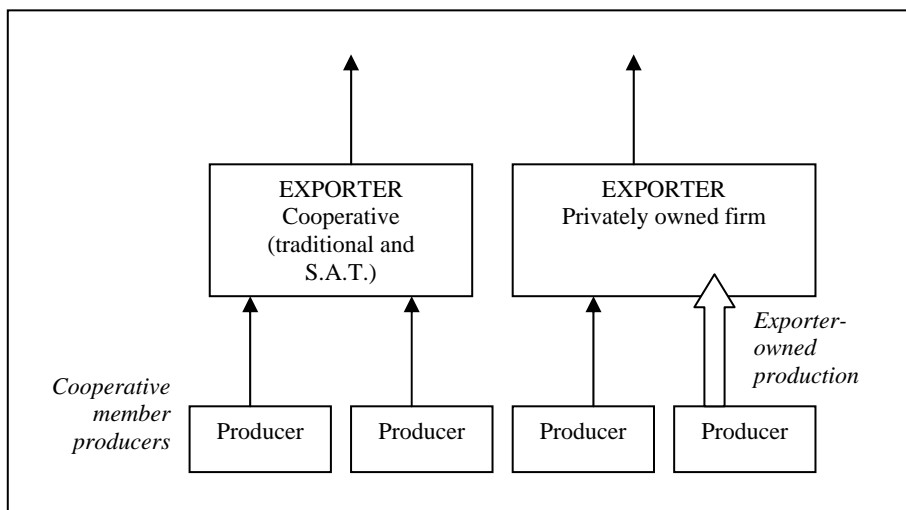 EXPORTER
Cooperative
(traditional and
S.A.T.)
EXPORTER
Privately owned firm
Exporter-
owned
production
Cooperative
member
producers
Producer
Producer
Producer
Producer